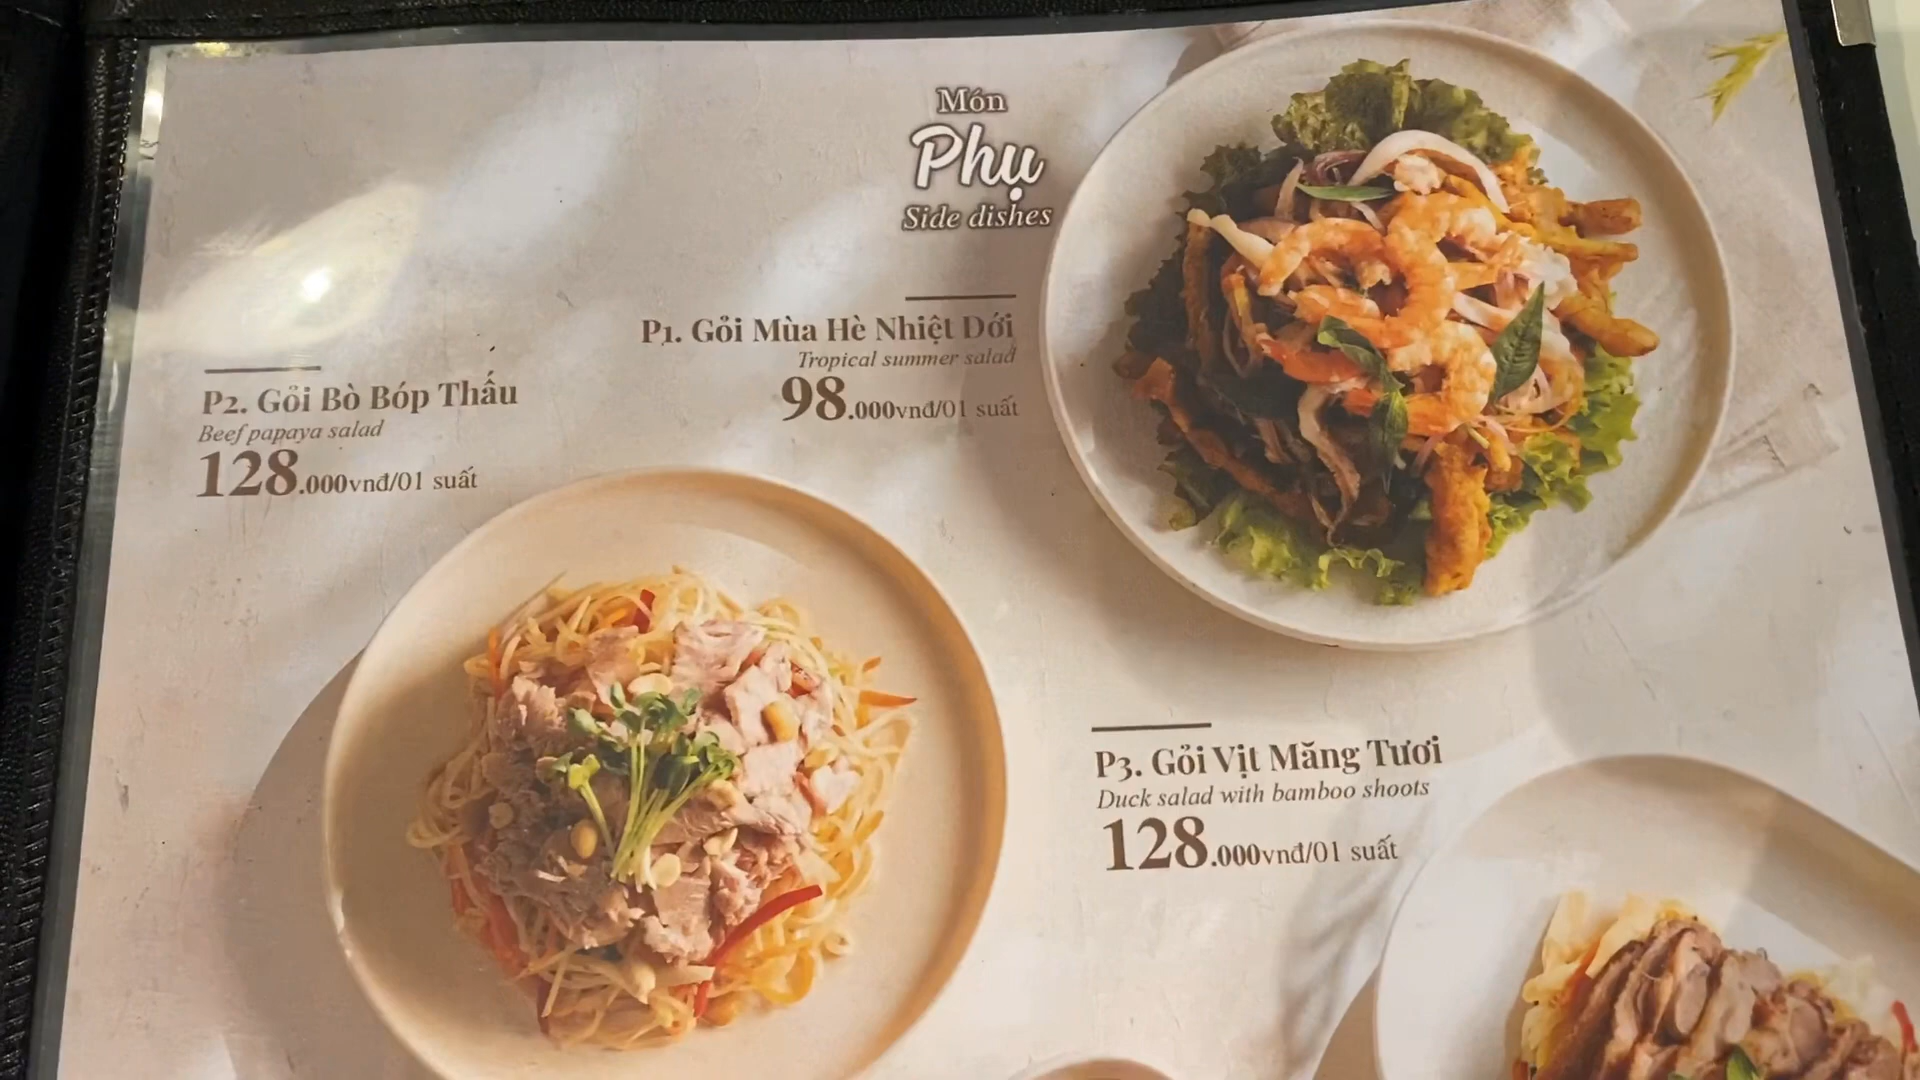 Món
Phụ
Side dishes
P1. Gỏi Mùa Hè Nhiệt Dới
Tropical summer salad
98.000vnđ/01 suất
P2. Gỏi Bò Bóp Thấu
Beef papaya salad
128.000vnđ/01 suất
P3. Gỏi Vịt Măng Tươi
Duck salad with bamboo shoots
128.000vnđ/01 suất